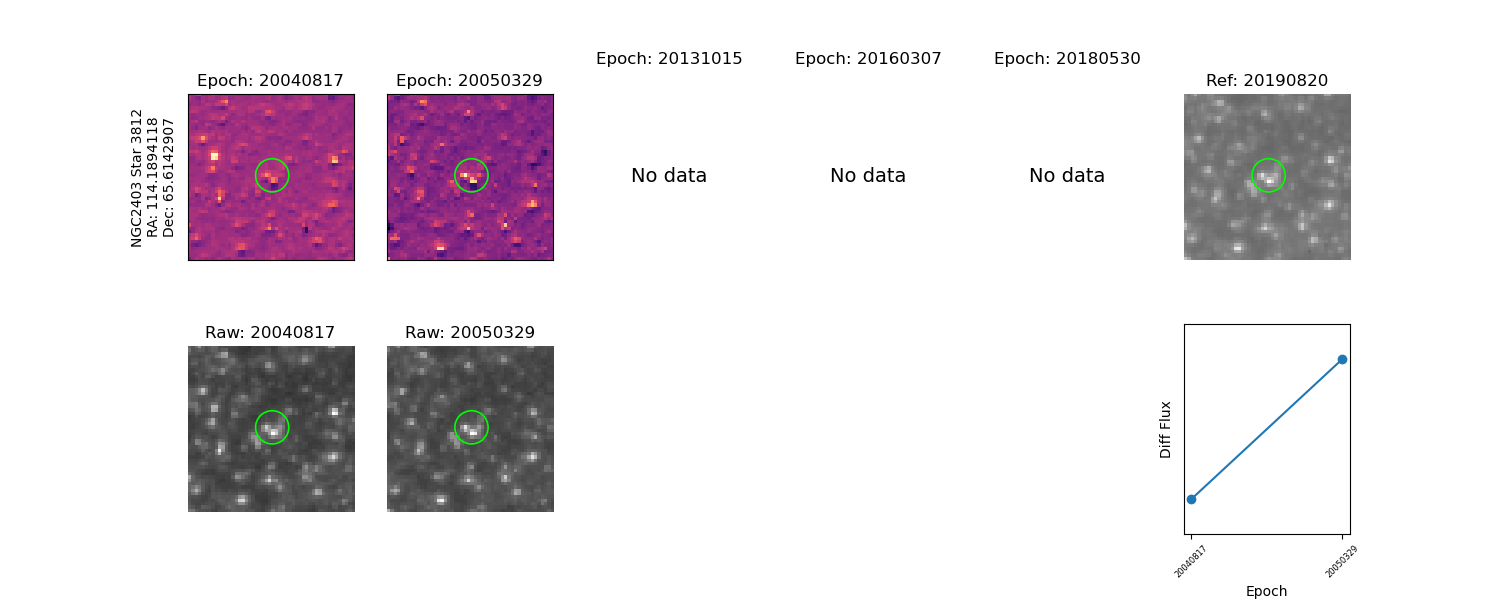 Epoch: 20040817
Epoch: 20050329
Epoch: 20131015
Epoch: 20160307
Epoch: 20180530
Ref: 20190820
NGC2403 Star 3812
RA: 114.1894118
Dec: 65.6142907
No data
No data
No data
Raw: 20040817
Raw: 20050329
Diff Flux
20040817
20050329
Epoch